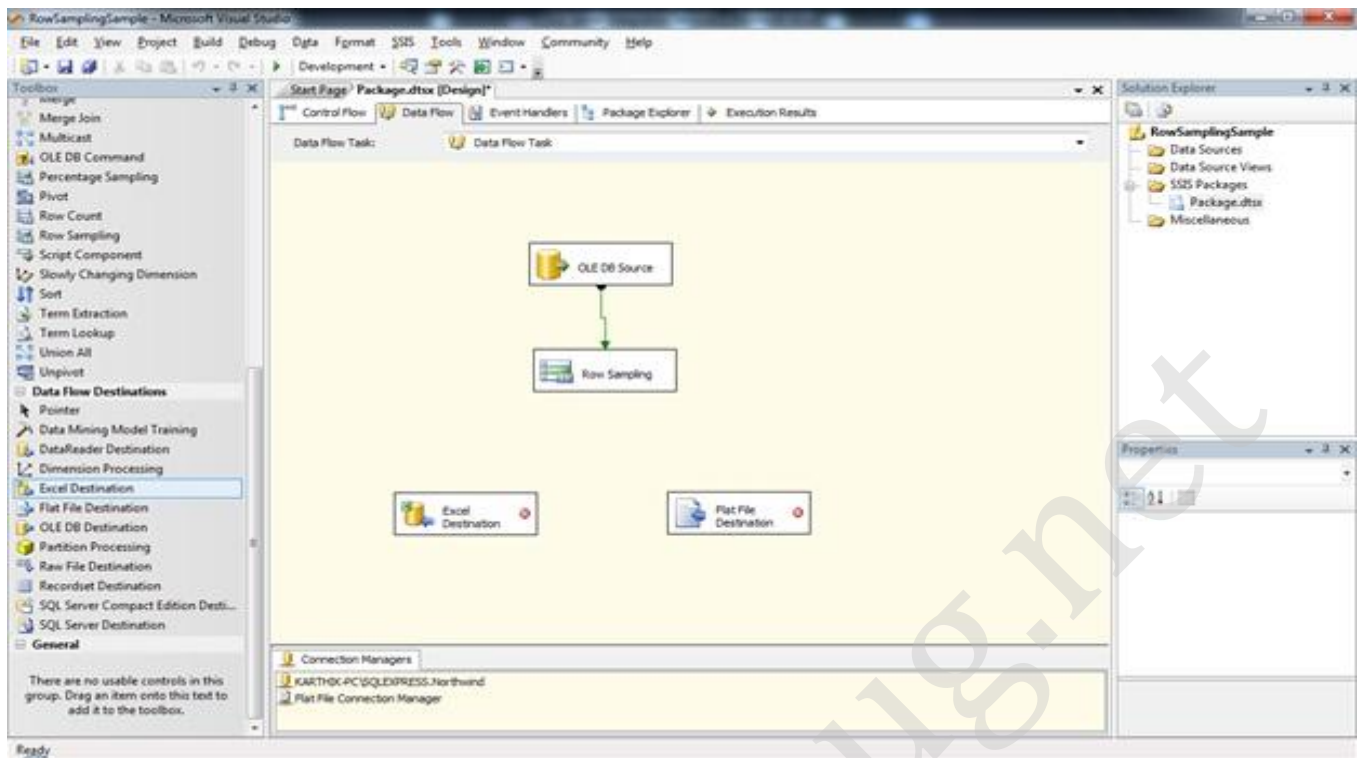 RowSamplingSample - Microsoft Visual Studio
File Edit View Project Build Debug Data Format SSIS Tools Window Community Help
Development
Toolbox
Merge
Merge Join
Multicast
OLE DB Command
Percentage Sampling
Pivot
Row Count
Row Sampling
Script Component
Slowly Changing Dimension
Sort
Term Extraction
Term Lookup
Union All
Unpivot
Data Flow Destinations
Pointer
Data Mining Model Training
DataReader Destination
Dimension Processing
Excel Destination
Flat File Destination
OLE DB Destination
Partition Processing
Raw File Destination
Recordset Destination
SQL Server Compact Edition Desti...
SQL Server Destination
General
There are no usable controls in this
group. Drag an item onto this text to
add it to the toolbox.
Start Page Package.dtsx [Design]*
Control Flow Data Flow Event Handlers Package Explorer Execution Results
Data Flow Task: Data Flow Task
OLE DB Source
Row Sampling
Excel
Destination
Flat File
Destination
Connection Managers
KARTHIK-PC\SQLEXPRESS.Northwind
Flat File Connection Manager
Solution Explorer
RowSamplingSample
Data Sources
Data Source Views
SSIS Packages
Package.dtsx
Miscellaneous
Properties
Ready
ug.net